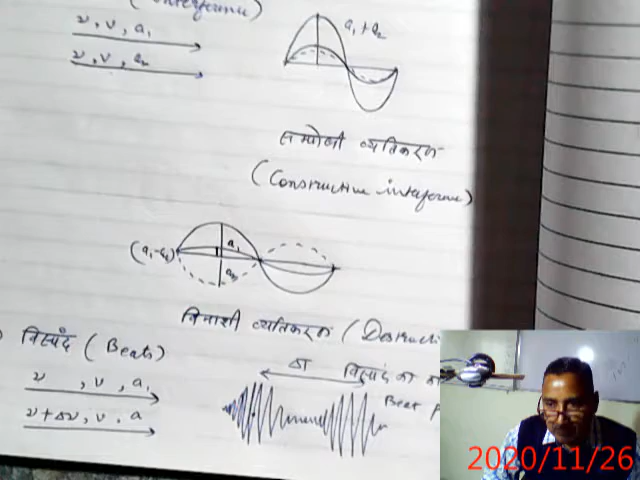 ν, v, a₁
ν, v, a₂
a₁ + a₂
सम्पोषी व्यतिकरण
(Constructive interference)
(a₁-a₂)
a₁
a₂
विनाशी व्यतिकरण (Destructi
विस्पंद (Beats)
ν , v, a₁
ν + Δν, v, a
विस्पंद का
Beat
2020/11/26